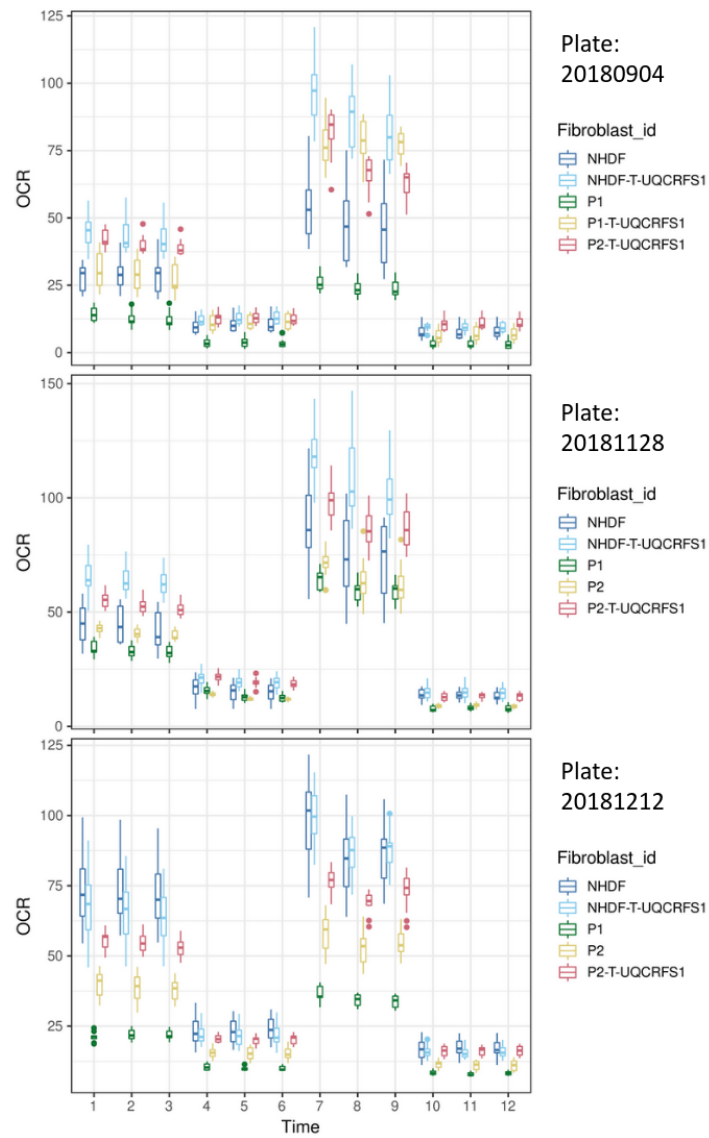 125
100
75
50
25
0
OCR
Plate:
20180904
Fibroblast_id
NHDF
NHDF-T-UQCRFS1
P1
P1-T-UQCRFS1
P2-T-UQCRFS1
150
100
50
0
OCR
Plate:
20181128
Fibroblast_id
NHDF
NHDF-T-UQCRFS1
P1
P2
P2-T-UQCRFS1
125
100
75
50
25
OCR
Plate:
20181212
Fibroblast_id
NHDF
NHDF-T-UQCRFS1
P1
P2
P2-T-UQCRFS1
1 2 3 4 5 6 7 8 9 10 11 12
Time